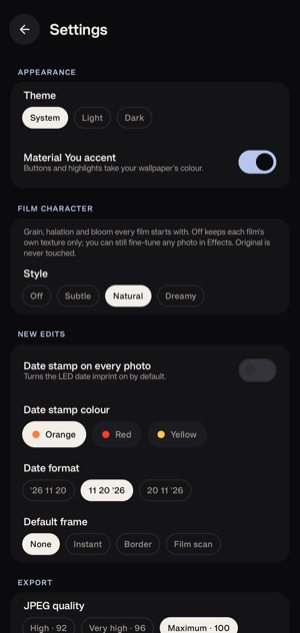 Settings
APPEARANCE
Theme
System Light Dark
Material You accent
Buttons and highlights take your wallpaper's colour.
FILM CHARACTER
Grain, halation and bloom every film starts with. Off keeps each film's
own texture only; you can still fine-tune any photo in Effects. Original is
never touched.
Style
Off Subtle Natural Dreamy
NEW EDITS
Date stamp on every photo
Turns the LED date imprint on by default.
Date stamp colour
Orange Red Yellow
Date format
'26 11 20 11 20 '26 20 11 '26
Default frame
None Instant Border Film scan
EXPORT
JPEG quality
High · 92 Very high · 96 Maximum · 100